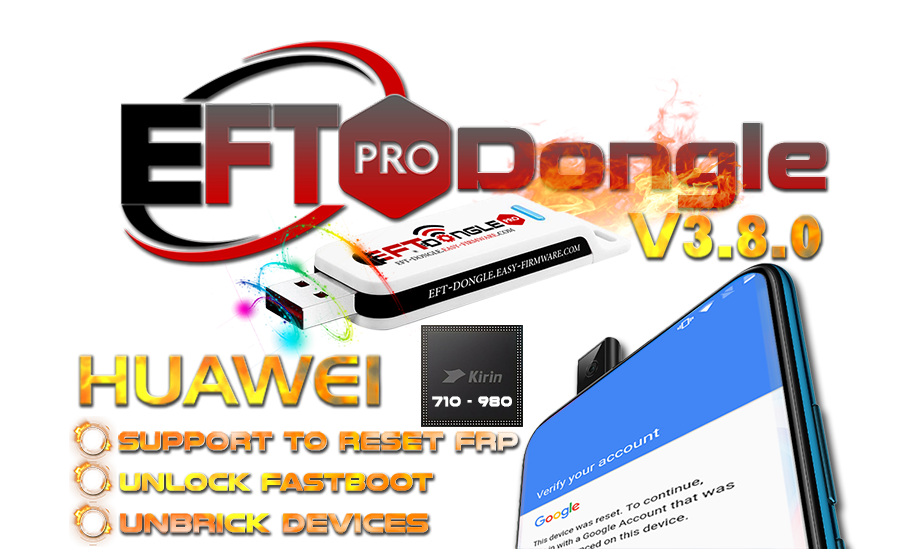 EFT PRO Dongle
V3.8.0
EFT DONGLE PRO
EFT-DONGLE.EASY-FIRMWARE.COM
EFT-DONGLE.EASY-FIRMWARE.COM
HUAWEI
Kirin
710 - 980
SUPPORT TO RESET FRP
UNLOCK FASTBOOT
UNBRICK DEVICES
Verify your account
Google
This device was reset. To continue,
in with a Google Account that was
ced on this device.